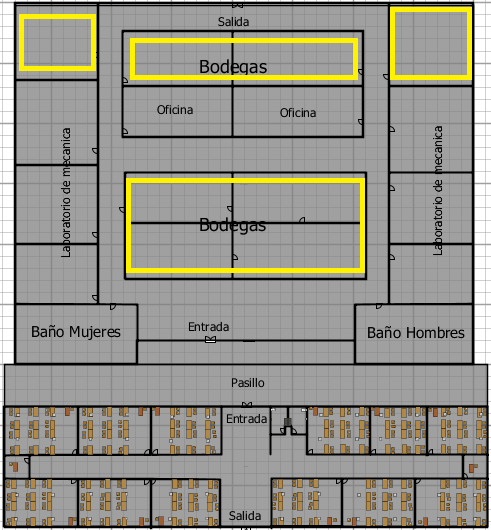 Salida
Bodegas
Oficina
Oficina
Laboratorio de mecanica
Laboratorio de mecanica
Bodegas
Entrada
Baño Mujeres
Baño Hombres
Pasillo
Entrada
Salida